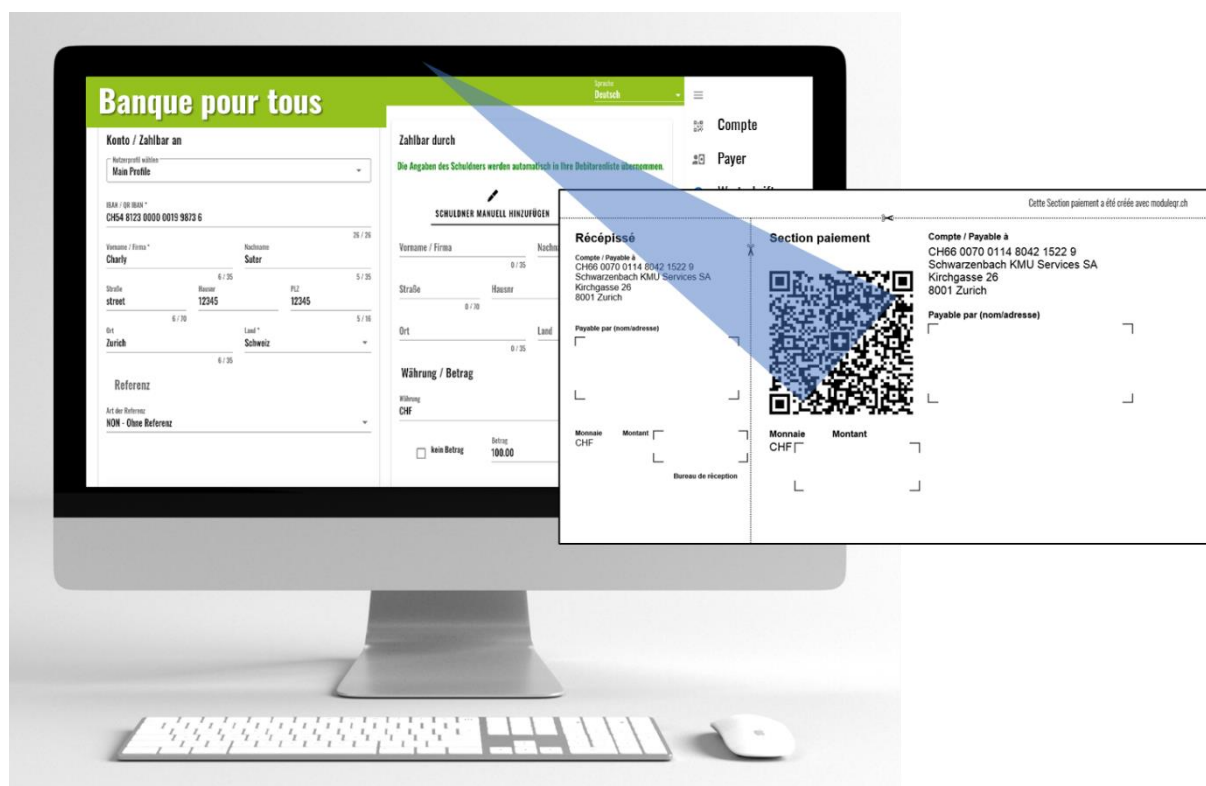 Banque pour tous
Sprache
Deutsch
Konto / Zahlbar an
Nutzerprofil wählen
Main Profile
IBAN / QR IBAN *
CH54 8123 0000 0019 9873 6
26 / 26
Vorname / Firma *
Nachname
Charly
Suter
6 / 35
5 / 35
Straße
Hausnr
PLZ
street
12345
12345
6 / 70
5 / 16
Ort
Land *
Zurich
Schweiz
6 / 35
Referenz
Art der Referenz
NON - Ohne Referenz
Zahlbar durch
Die Angaben des Schuldners werden automatisch in Ihre Debitorenliste übernommen.
SCHULDNER MANUELL HINZUFÜGEN
Vorname / Firma
0 / 35
Straße
Hausnr
0 / 70
Ort
Land
0 / 35
Währung / Betrag
Währung
CHF
kein Betrag
Betrag
100.00
Compte
Payer
Cette Section paiement a été créée avec moduleqr.ch
Récépissé
Compte / Payable à
CH66 0070 0114 8042 1522 9
Schwarzenbach KMU Services SA
Kirchgasse 26
8001 Zurich
Payable par (nom/adresse)
Monnaie
Montant
CHF
Bureau de réception
Section paiement
Monnaie
Montant
CHF
Compte / Payable à
CH66 0070 0114 8042 1522 9
Schwarzenbach KMU Services SA
Kirchgasse 26
8001 Zurich
Payable par (nom/adresse)